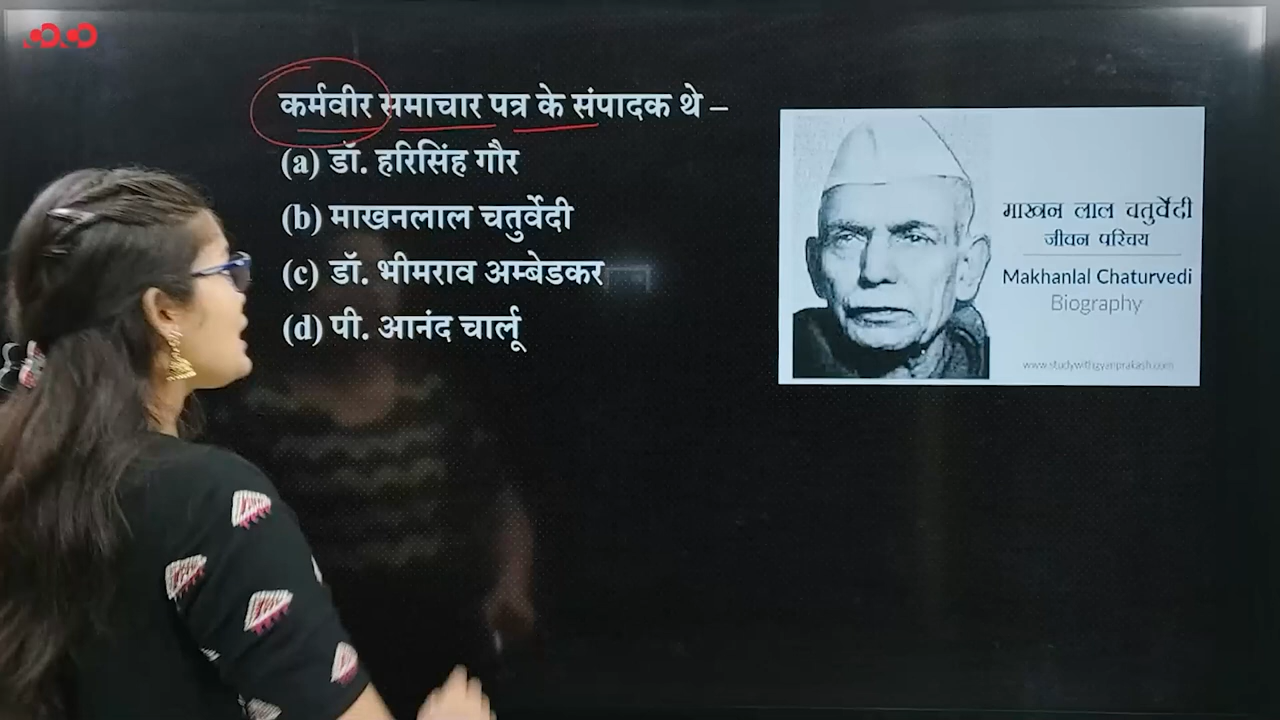 कर्मवीर समाचार पत्र के संपादक थे –
(a) डॉ. हरिसिंह गौर
(b) माखनलाल चतुर्वेदी
(c) डॉ. भीमराव अम्बेडकर
(d) पी. आनंद चार्लू
माखन लाल चतुर्वेदी
जीवन परिचय
Makhanlal Chaturvedi
Biography
www.studywithgyanprakash.com